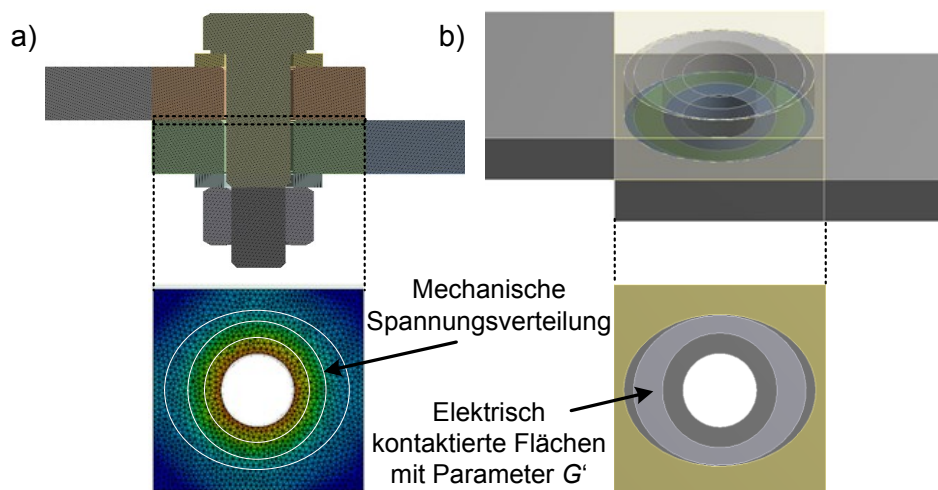 a)
b)
Mechanische
Spannungsverteilung
Elektrisch
kontaktierte Flächen
mit Parameter G‘